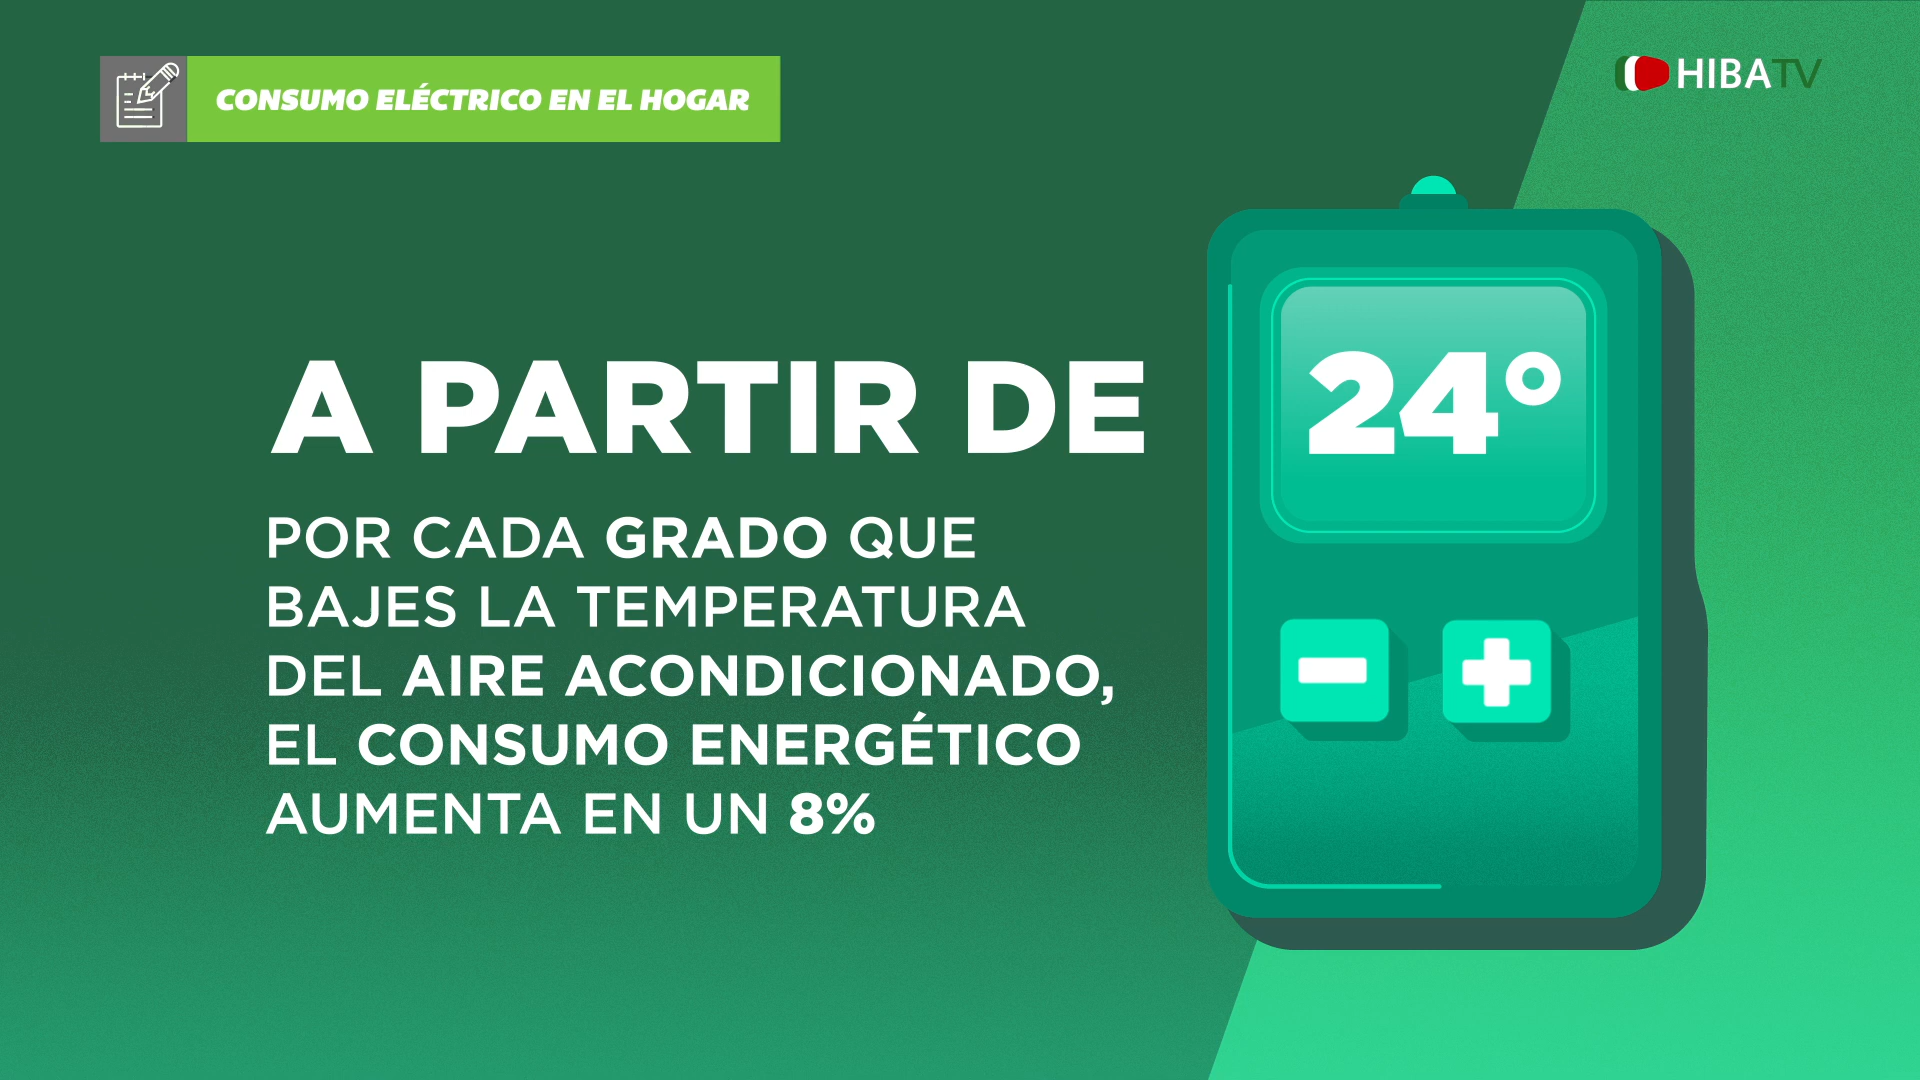 CONSUMO ELÉCTRICO EN EL HOGAR
HIBATV
A PARTIR DE
24°
POR CADA GRADO QUE
BAJES LA TEMPERATURA
DEL AIRE ACONDICIONADO,
EL CONSUMO ENERGÉTICO
AUMENTA EN UN 8%